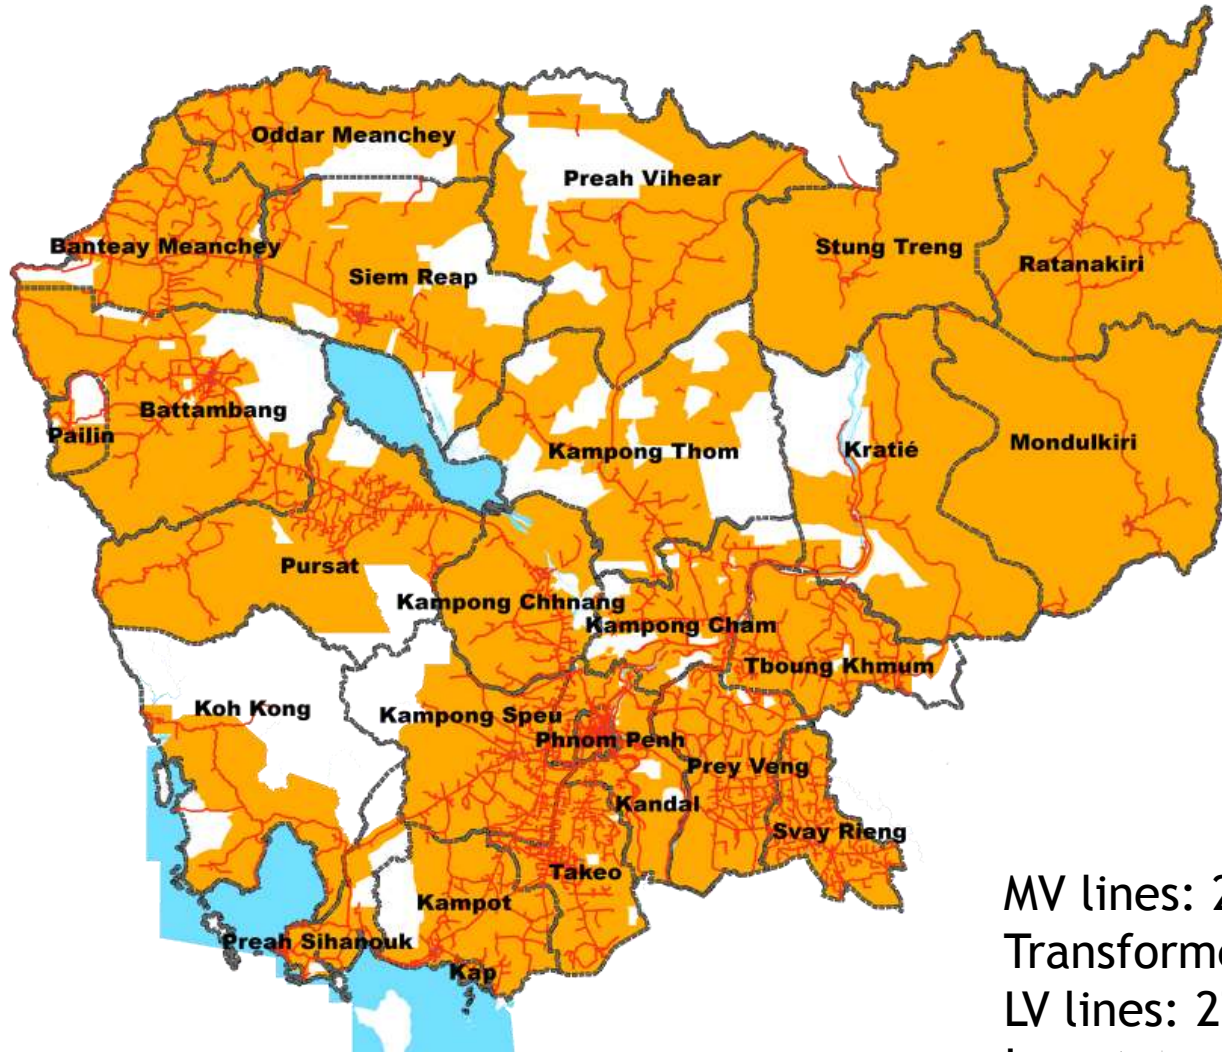 Oddar Meanchey
Preah Vihear
Banteay Meanchey
Siem Reap
Stung Treng
Ratanakiri
Battambang
Pailin
Kampong Thom
Kratié
Mondulkiri
Pursat
Kampong Chhnang
Kampong Cham
Tboung Khmum
Koh Kong
Kampong Speu
Phnom Penh
Prey Veng
Kandal
Svay Rieng
Takeo
Kampot
Preah Sihanouk
Kap
MV lines: 2
Transforme
LV lines: 2